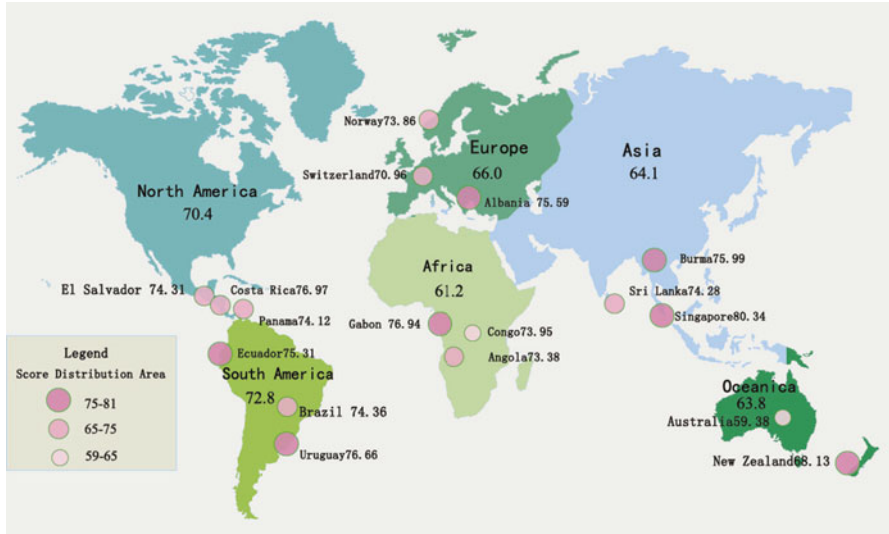 Norway73.86
Europe
66.0
Asia
64.1
Switzerland70.96
Albania 75.59
North America
70.4
Africa
61.2
Burma75.99
El Salvador 74.31
Costa Rica76.97
Panama74.12
Sri Lanka74.28
Singapore80.34
Gabon 76.94
Congo73.95
Angola73.38
Ecuador75.31
South America
72.8
Brazil 74.36
Uruguay76.66
Oceanica
63.8
Australia59.38
New Zealand68.13
Legend
Score Distribution Area
75-81
65-75
59-65